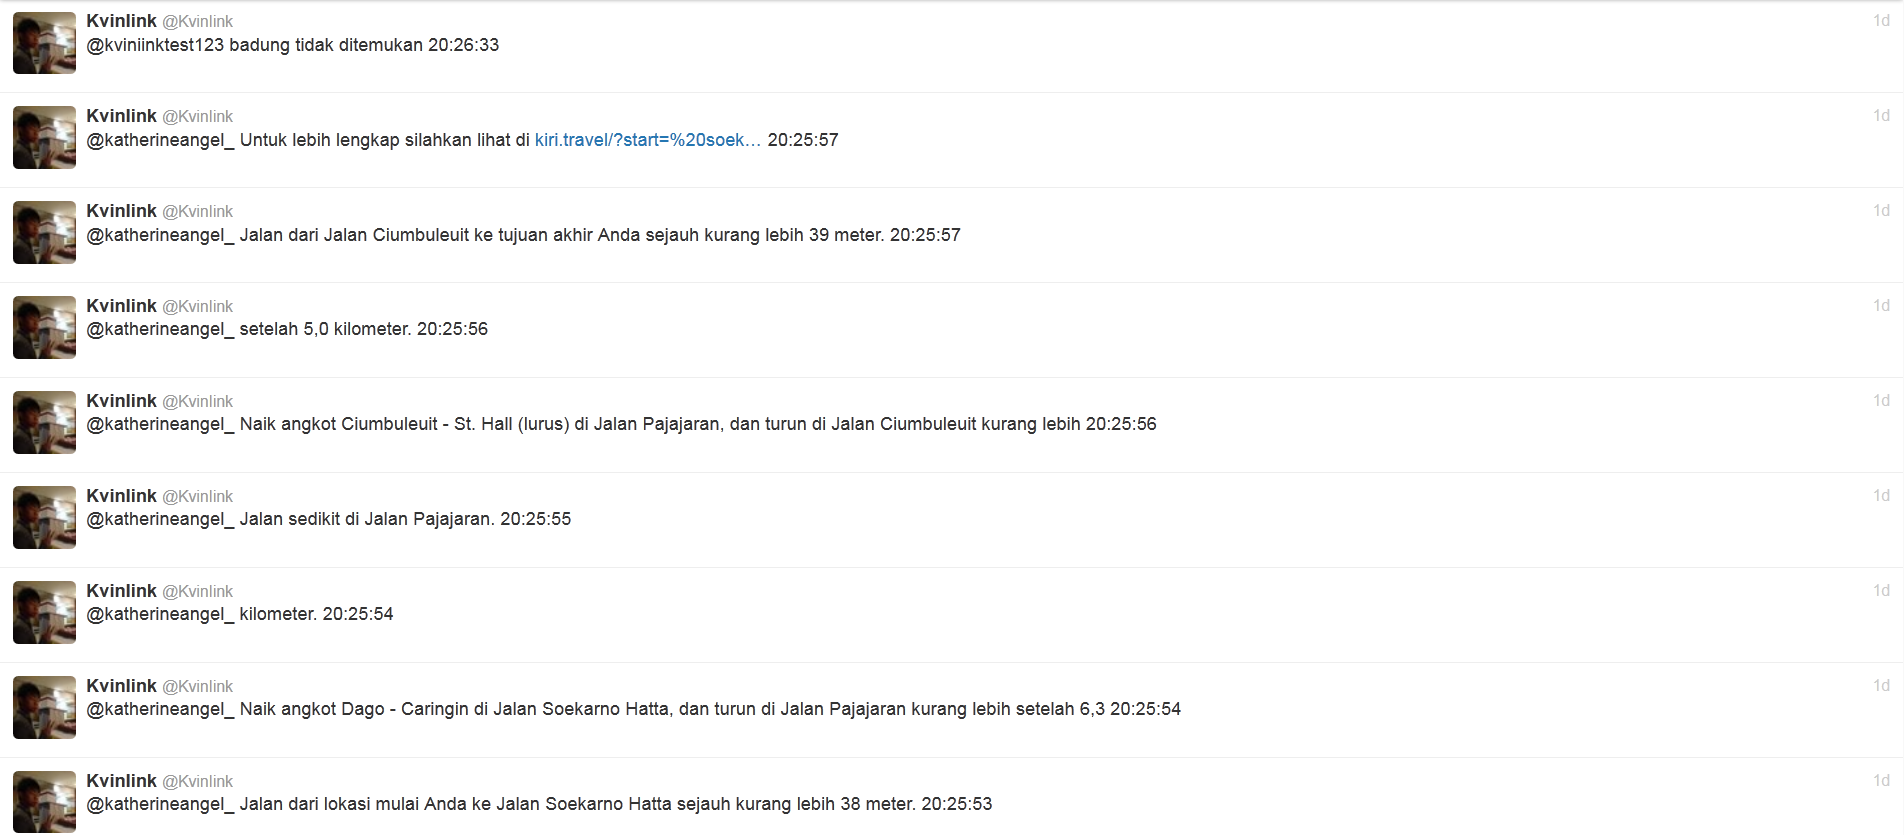 Kvinlink @Kvinlink 1d
@kviniinktest123 badung tidak ditemukan 20:26:33
Kvinlink @Kvinlink 1d
@katherineangel_ Untuk lebih lengkap silahkan lihat di kiri.travel/?start=%20soek… 20:25:57
Kvinlink @Kvinlink 1d
@katherineangel_ Jalan dari Jalan Ciumbuleuit ke tujuan akhir Anda sejauh kurang lebih 39 meter. 20:25:57
Kvinlink @Kvinlink 1d
@katherineangel_ setelah 5,0 kilometer. 20:25:56
Kvinlink @Kvinlink 1d
@katherineangel_ Naik angkot Ciumbuleuit - St. Hall (lurus) di Jalan Pajajaran, dan turun di Jalan Ciumbuleuit kurang lebih 20:25:56
Kvinlink @Kvinlink 1d
@katherineangel_ Jalan sedikit di Jalan Pajajaran. 20:25:55
Kvinlink @Kvinlink 1d
@katherineangel_ kilometer. 20:25:54
Kvinlink @Kvinlink 1d
@katherineangel_ Naik angkot Dago - Caringin di Jalan Soekarno Hatta, dan turun di Jalan Pajajaran kurang lebih setelah 6,3 20:25:54
Kvinlink @Kvinlink 1d
@katherineangel_ Jalan dari lokasi mulai Anda ke Jalan Soekarno Hatta sejauh kurang lebih 38 meter. 20:25:53